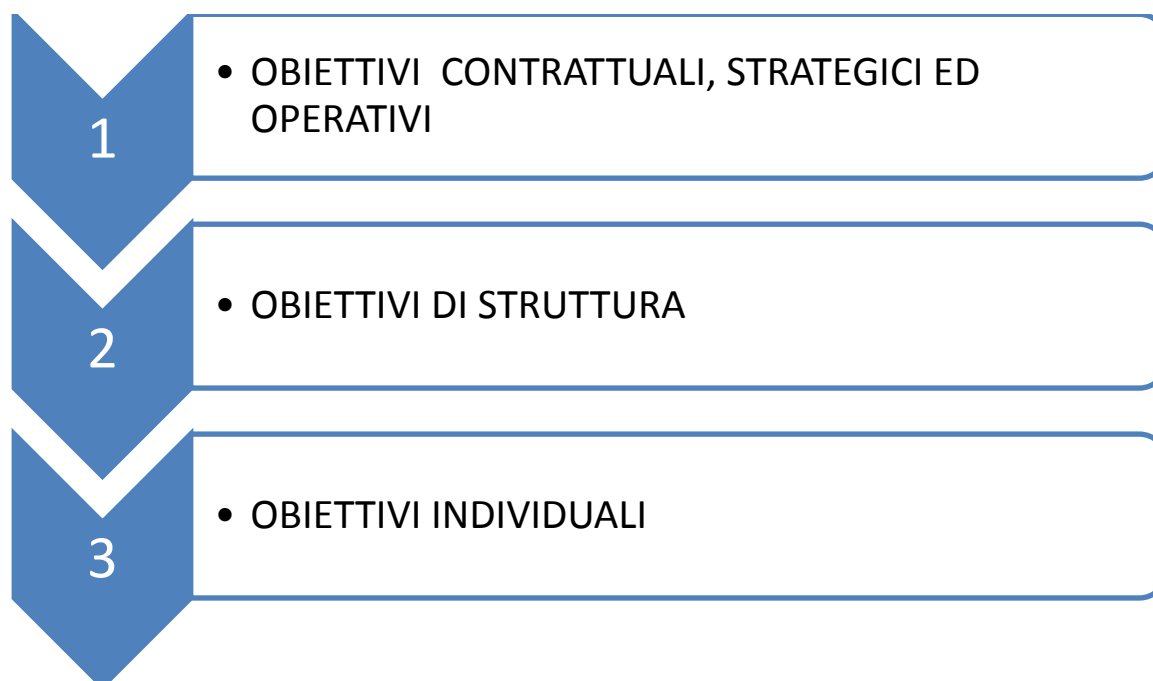 1
• OBIETTIVI  CONTRATTUALI, STRATEGICI ED
OPERATIVI
2
• OBIETTIVI DI STRUTTURA
3
• OBIETTIVI INDIVIDUALI